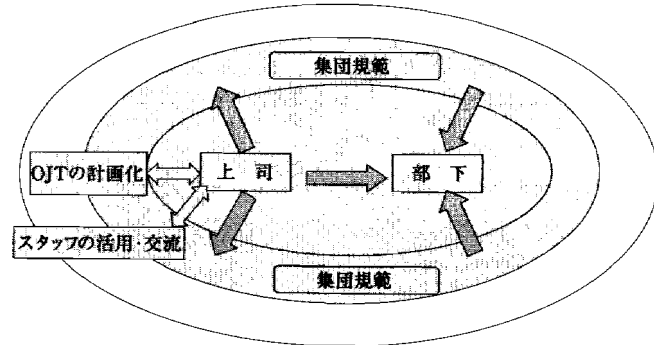 集団規範
OJTの計画化
上 司
部 下
スタッフの活用・交流
集団規範